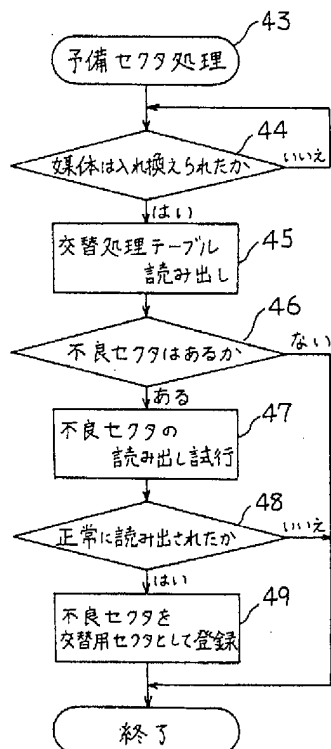 43
予備セクタ処理
44
媒体は入れ換えられたか
いいえ
はい
45
交替処理テーブル
読み出し
46
不良セクタはあるか
ない
ある
47
不良セクタの
読み出し試行
48
正常に読み出されたか
いいえ
はい
49
不良セクタを
交替用セクタとして登録
終了